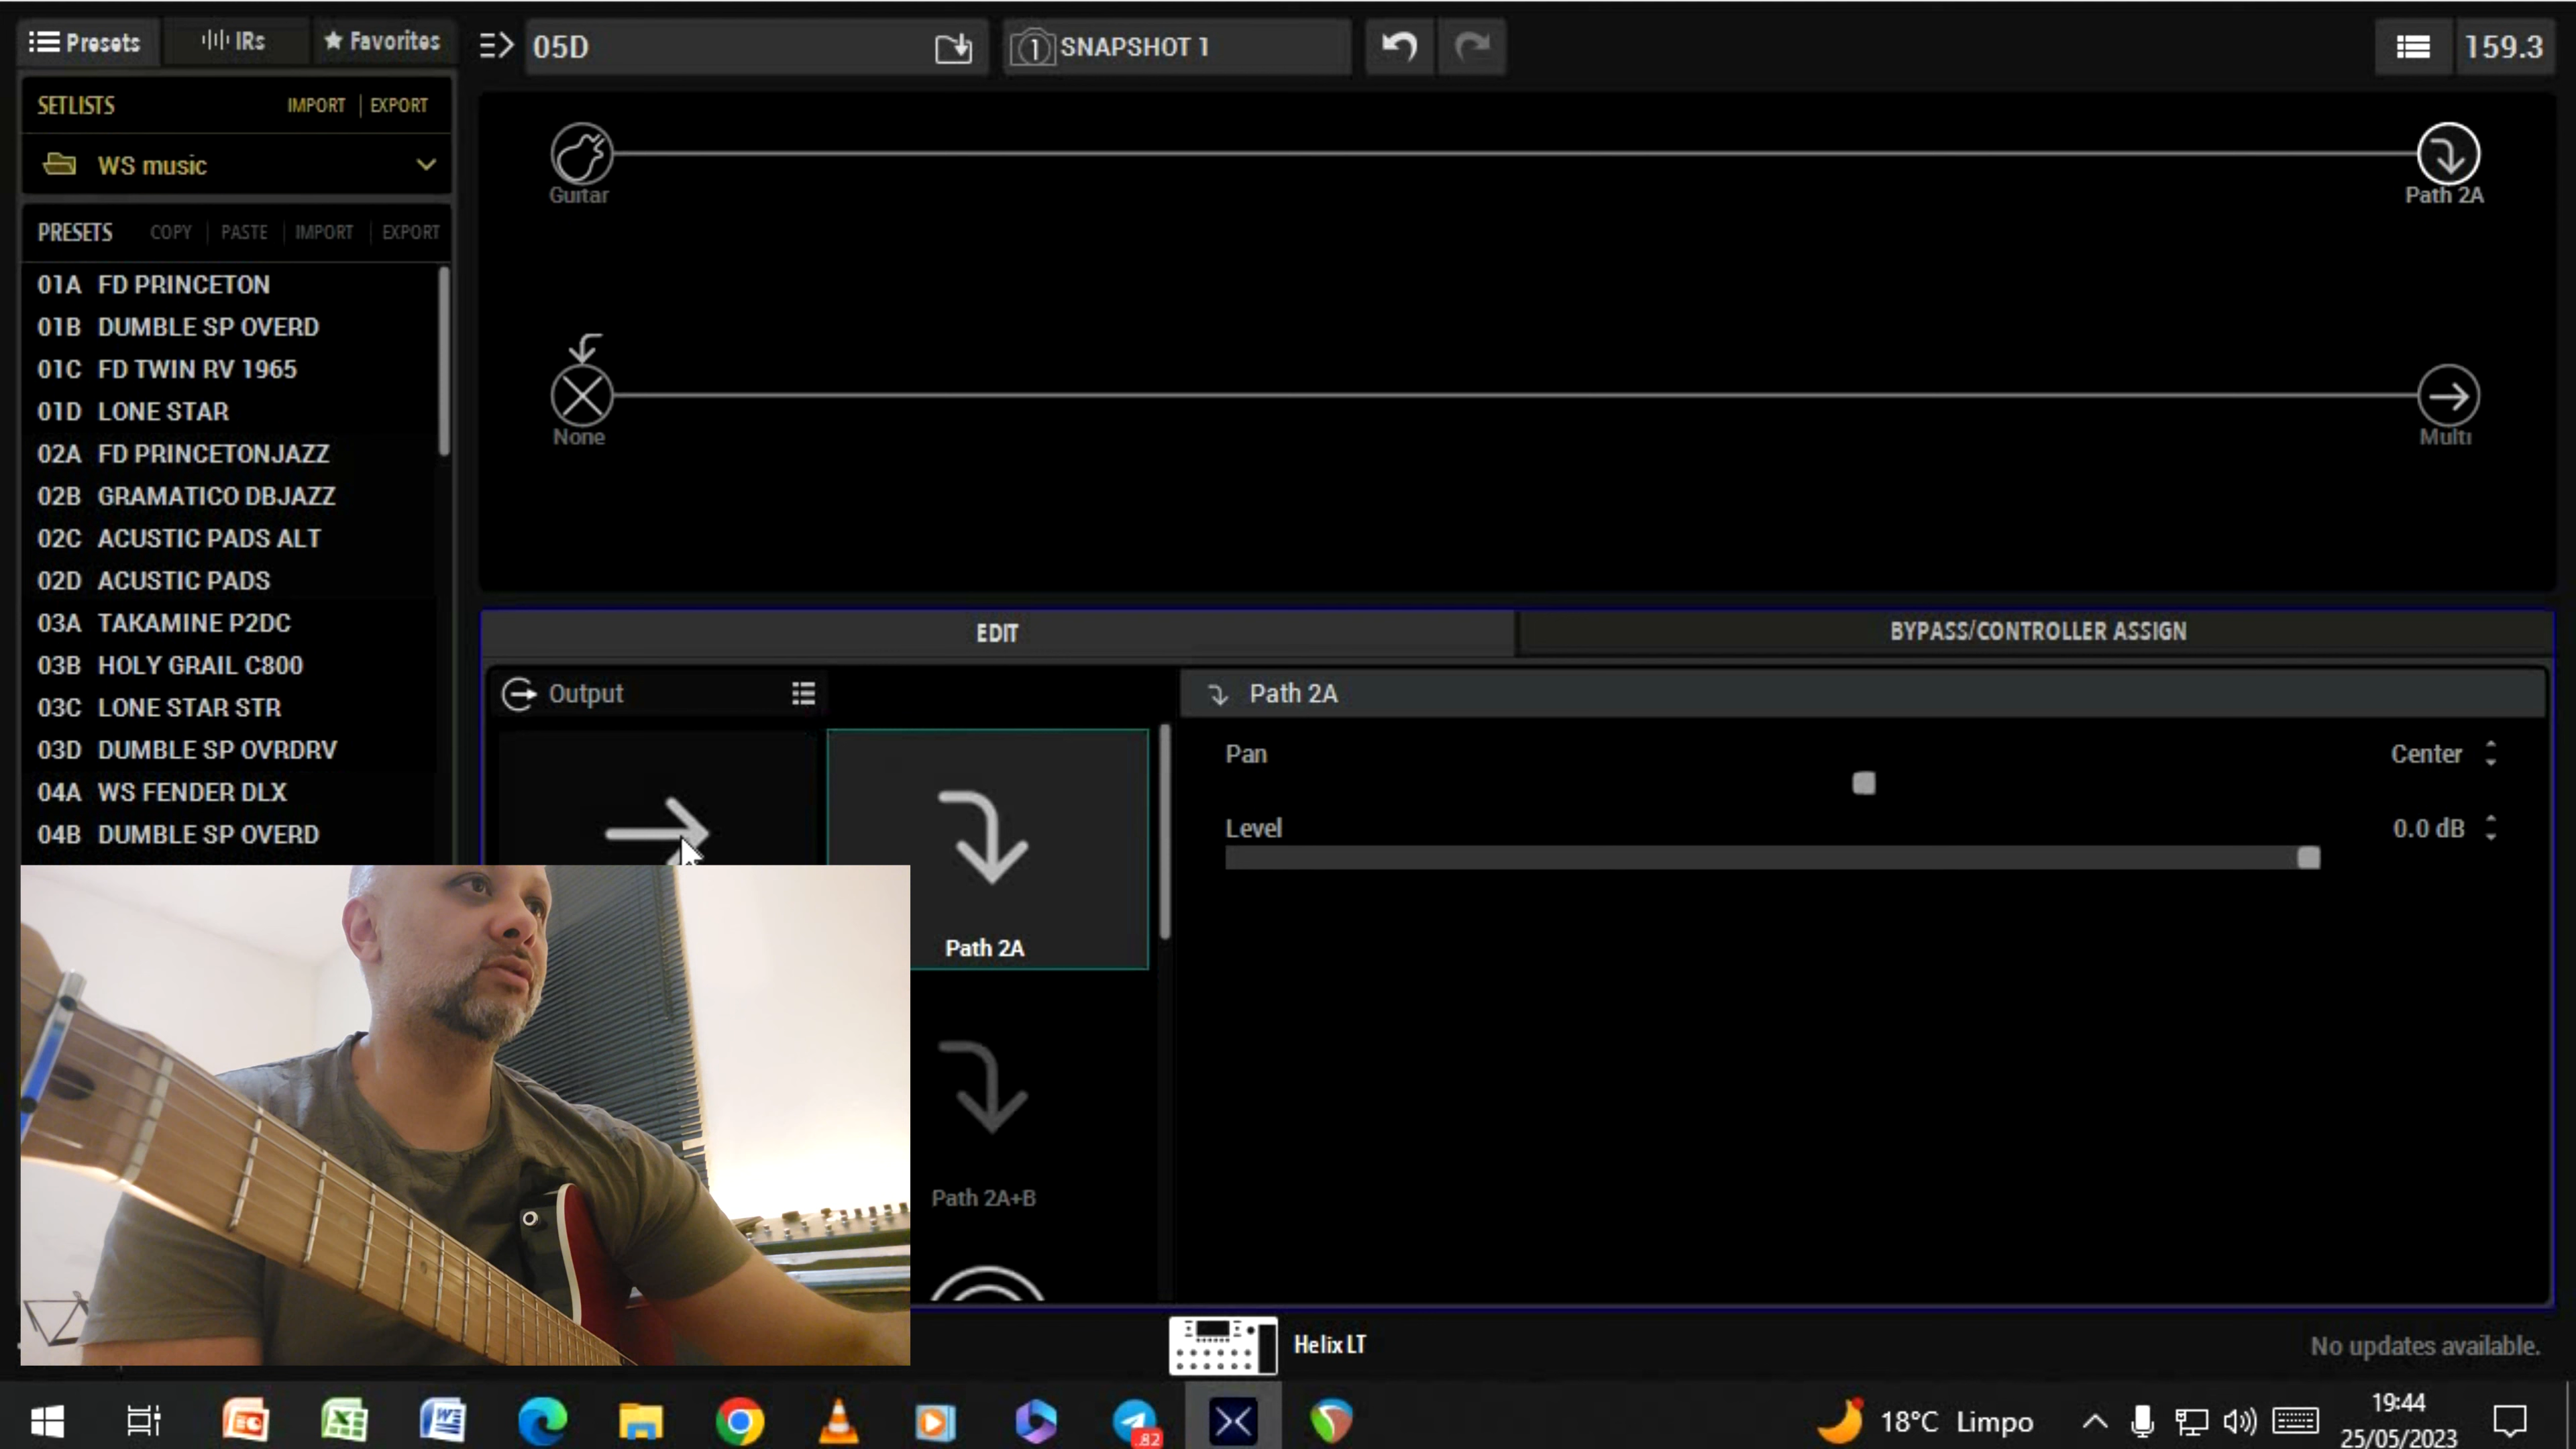 Presets
IRs
Favorites
05D
1 SNAPSHOT 1
159.3
SETLISTS IMPORT | EXPORT
WS music
PRESETS COPY | PASTE | IMPORT | EXPORT
01A FD PRINCETON
01B DUMBLE SP OVERD
01C FD TWIN RV 1965
01D LONE STAR
02A FD PRINCETONJAZZ
02B GRAMATICO DBJAZZ
02C ACUSTIC PADS ALT
02D ACUSTIC PADS
03A TAKAMINE P2DC
03B HOLY GRAIL C800
03C LONE STAR STR
03D DUMBLE SP OVRDRV
04A WS FENDER DLX
04B DUMBLE SP OVERD
Guitar
Path 2A
None
Multi
EDIT
BYPASS/CONTROLLER ASSIGN
Output
Path 2A
Path 2A+B
Path 2A
Pan Center
Level 0.0 dB
Helix LT
No updates available.
82
18°C Limpo
19:44
25/05/2023